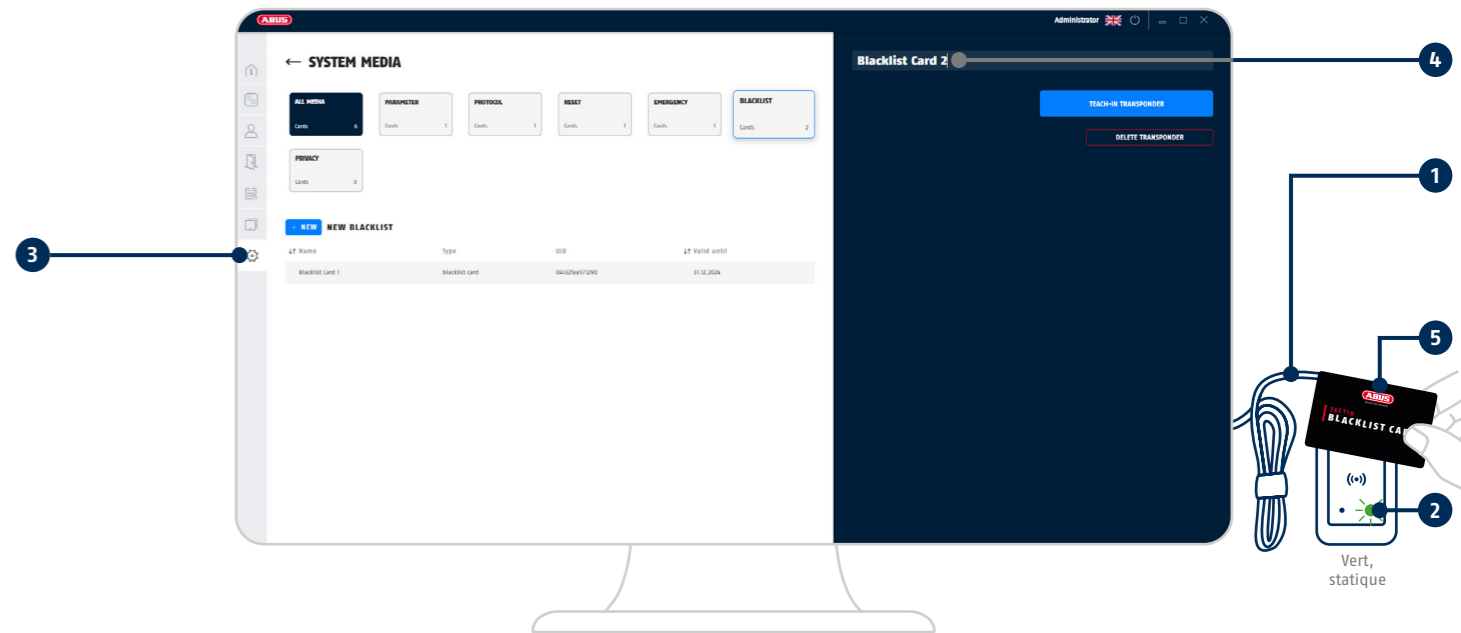 ABUS
Administrator
← SYSTEM MEDIA
ALL MEDIA
Cards 6
PARAMETER
Cards 1
PROTOCOL
Cards 1
RESET
Cards 1
EMERGENCY
Cards 1
BLACKLIST
Cards 2
PRIVACY
Cards 0
+ NEW NEW BLACKLIST
Name Type UID Valid until
Blacklist Card 1 blacklist card 31.12.2024
Blacklist Card 2
TEACH-IN TRANSPONDER
DELETE TRANSPONDER
4
1
3
5
ABUS
TECTIQ
BLACKLIST CA
2
Vert,
statique